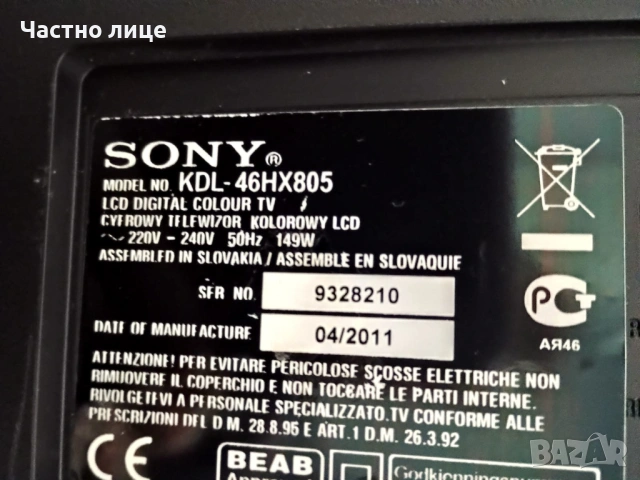 Частно лице
SONY®
MODEL NO. KDL-46HX805
LCD DIGITAL COLOUR TV
CYFROWY TELEWIZOR KOLOROWY LCD
~ 220V - 240V 50Hz 149W
ASSEMBLED IN SLOVAKIA / ASSEMBLE EN SLOVAQUIE
SER NO. 9328210
DATE OF MANUFACTURE 04/2011
АЯ46
ATTENZIONE! PER EVITARE PERICOLOSE SCOSSE ELETTRICHE NON
RIMUOVERE IL COPERCHIO E NON TOCCARE LE PARTI INTERNE.
RIVOLGETEVI A PERSONALE SPECIALIZZATO.TV CONFORME ALLE
PRESCRIZIONI DEL D M. 28.8.95 E ART.1 D.M. 26.3.92
CE
BEAB
Approved
BAZAR